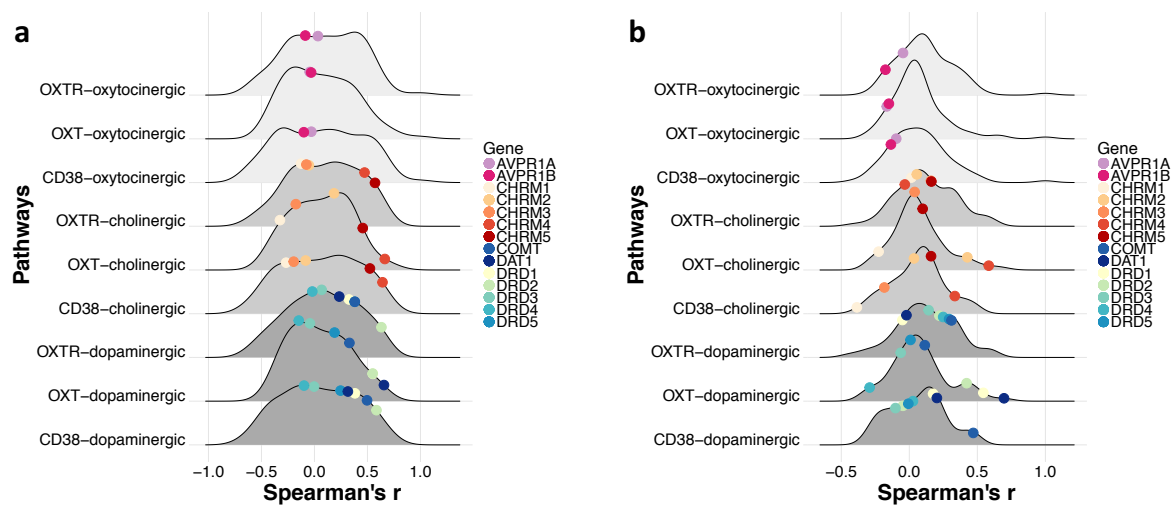 a
Pathways
OXTR−oxytocinergic
OXT−oxytocinergic
CD38−oxytocinergic
OXTR−cholinergic
OXT−cholinergic
CD38−cholinergic
OXTR−dopaminergic
OXT−dopaminergic
CD38−dopaminergic
−1.0 −0.5 0.0 0.5 1.0
Spearman's r
Gene
AVPR1A
AVPR1B
CHRM1
CHRM2
CHRM3
CHRM4
CHRM5
COMT
DAT1
DRD1
DRD2
DRD3
DRD4
DRD5
b
Pathways
OXTR−oxytocinergic
OXT−oxytocinergic
CD38−oxytocinergic
OXTR−cholinergic
OXT−cholinergic
CD38−cholinergic
OXTR−dopaminergic
OXT−dopaminergic
CD38−dopaminergic
−0.5 0.0 0.5 1.0
Spearman's r
Gene
AVPR1A
AVPR1B
CHRM1
CHRM2
CHRM3
CHRM4
CHRM5
COMT
DAT1
DRD1
DRD2
DRD3
DRD4
DRD5